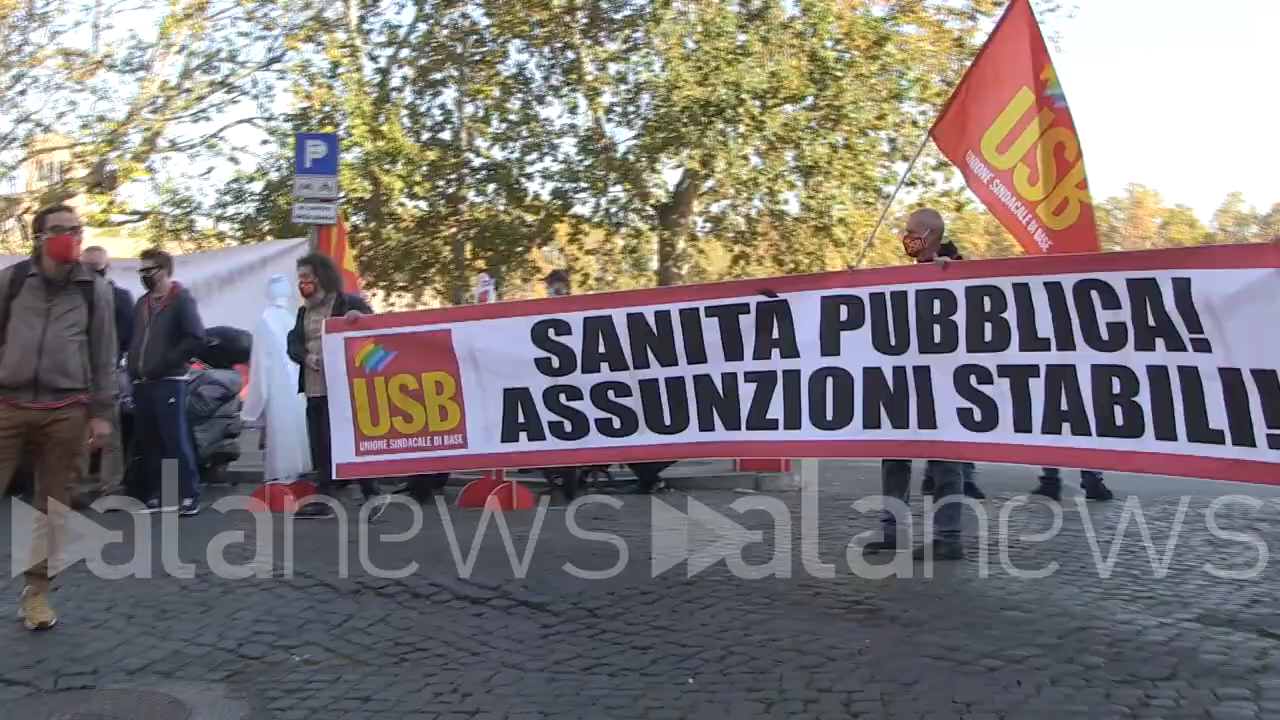 P
USB
UNIONE SINDACALE DI BASE
SANITÀ PUBBLICA!
ASSUNZIONI STABILI!
USB
UNIONE SINDACALE DI BASE
alanews alanews